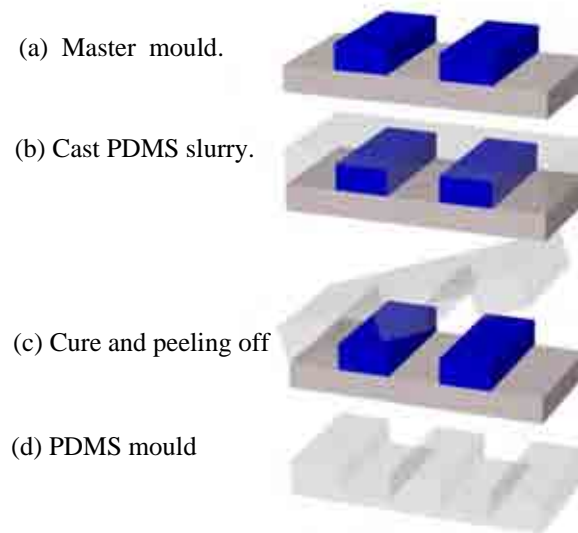 (a) Master mould.
(b) Cast PDMS slurry.
(c) Cure and peeling off
(d) PDMS mould